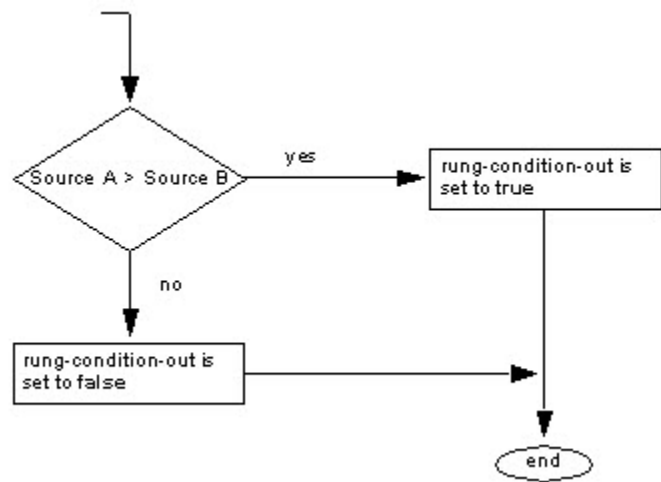 Source A > Source B
yes
rung-condition-out is
set to true
no
rung-condition-out is
set to false
end